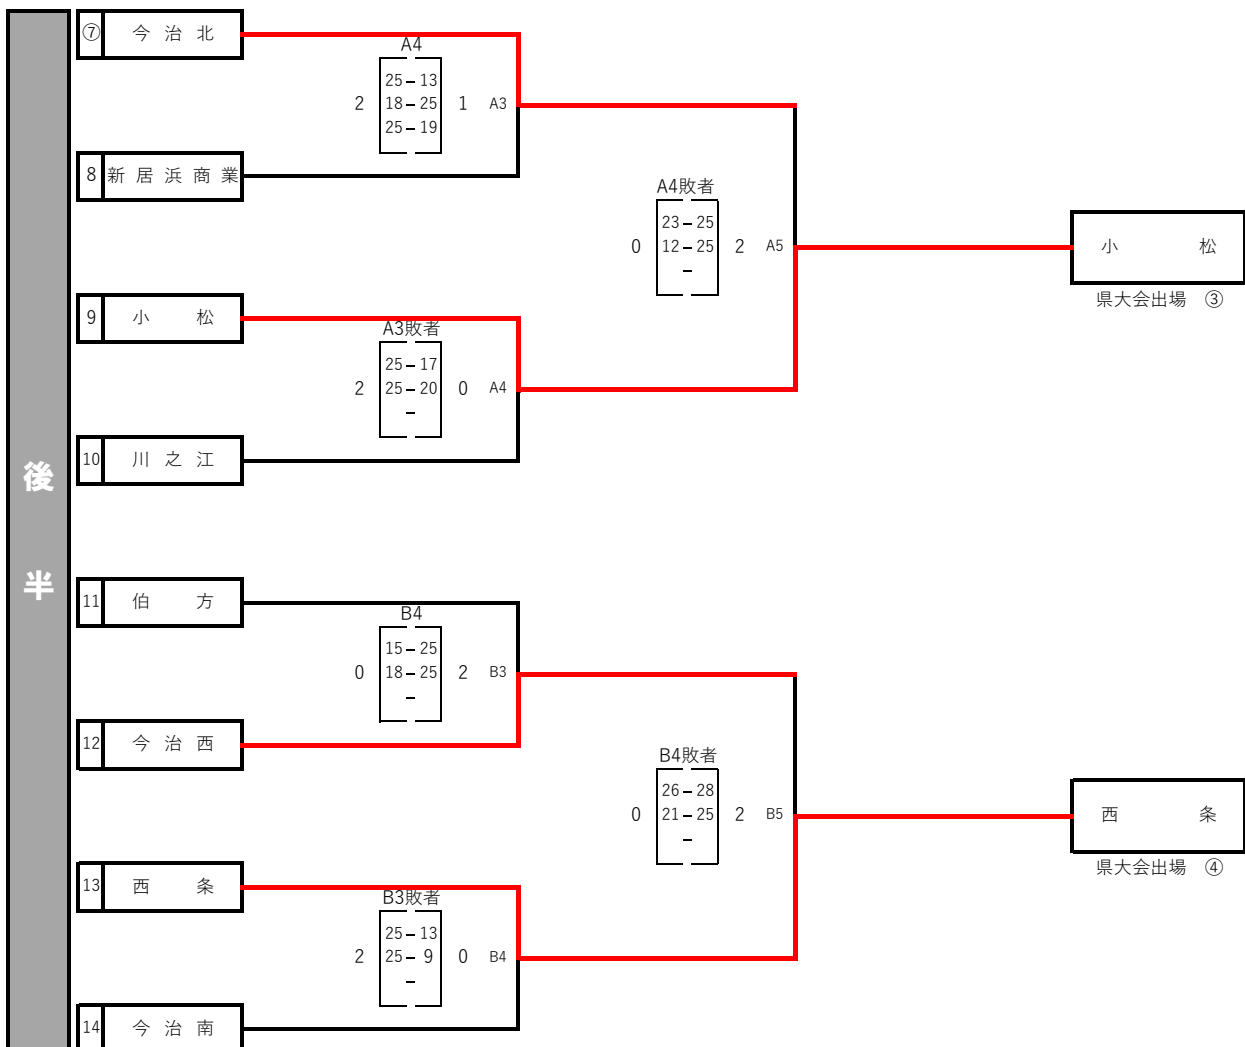 後半
⑦ 今治北
A4
25－13
2 18－25 1 A3
25－19
8 新居浜商業
A4敗者
23－25
0 12－25 2 A5
－
小松
県大会出場 ③
9 小松
A3敗者
25－17
2 25－20 0 A4
－
10 川之江
11 伯方
B4
15－25
0 18－25 2 B3
－
12 今治西
B4敗者
26－28
0 21－25 2 B5
－
西条
県大会出場 ④
13 西条
B3敗者
25－13
2 25－9 0 B4
－
14 今治南